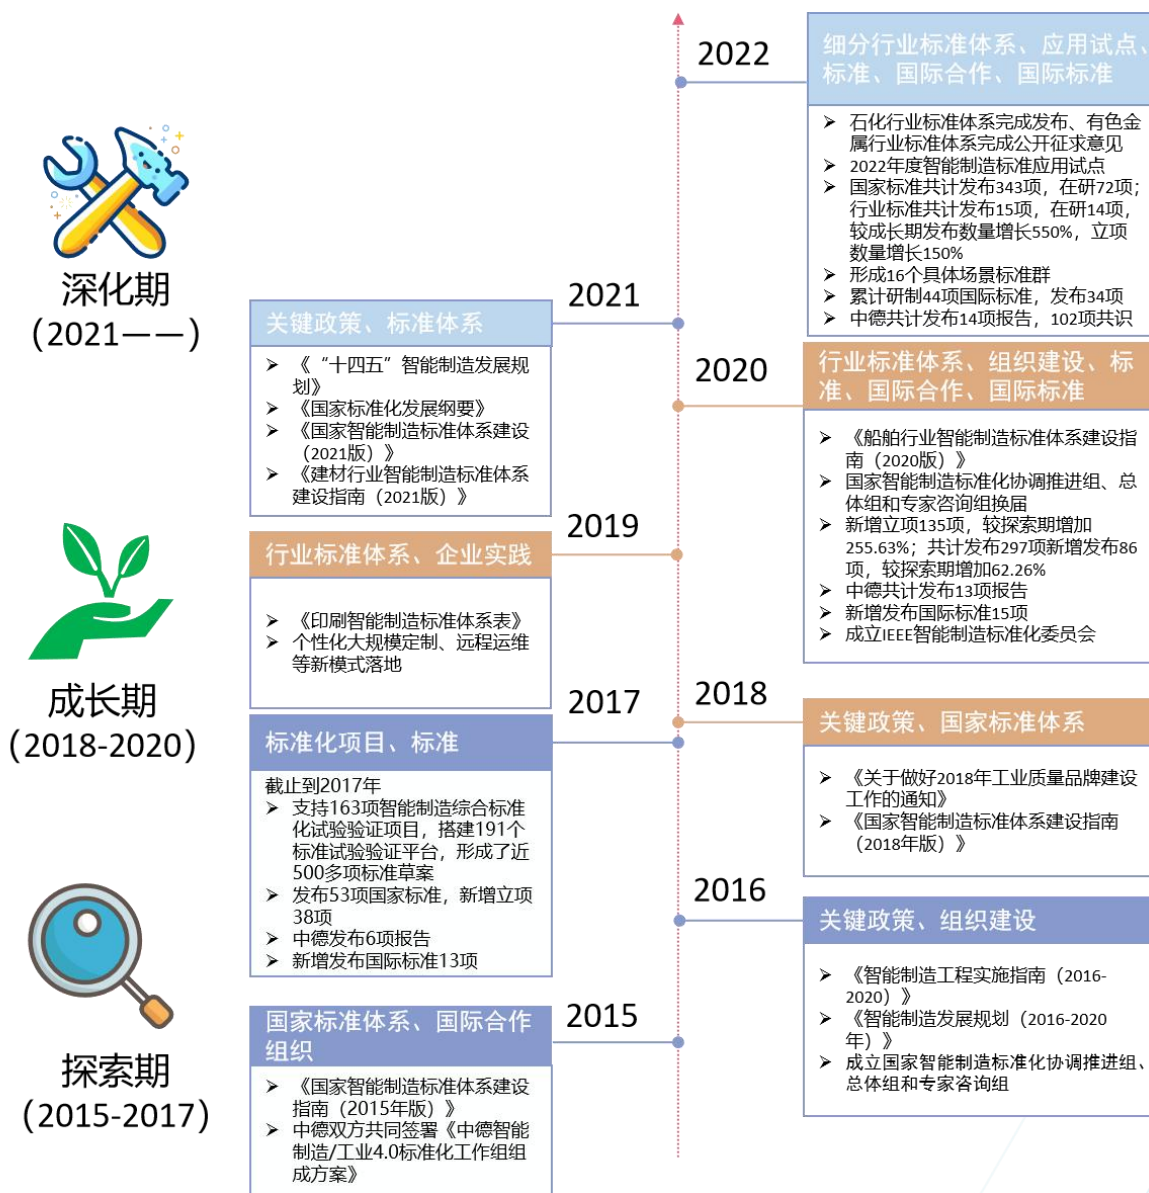 2022
细分行业标准体系、应用试点、
标准、国际合作、国际标准
➢ 石化行业标准体系完成发布、有色金
属行业标准体系完成公开征求意见
➢ 2022年度智能制造标准应用试点
➢ 国家标准共计发布343项，在研72项；
行业标准共计发布15项，在研14项，
较成长期发布数量增长550%，立项
数量增长150%
➢ 形成16个具体场景标准群
➢ 累计研制44项国际标准，发布34项
➢ 中德共计发布14项报告，102项共识
深化期
（2021——）
2021
关键政策、标准体系
➢ 《“十四五”智能制造发展规
划》
➢ 《国家标准化发展纲要》
➢ 《国家智能制造标准体系建设
（2021版）》
➢ 《建材行业智能制造标准体系
建设指南（2021版）》
2020
行业标准体系、组织建设、标
准、国际合作、国际标准
➢ 《船舶行业智能制造标准体系建设指
南（2020版）》
➢ 国家智能制造标准化协调推进组、总
体组和专家咨询组换届
➢ 新增立项135项，较探索期增加
255.63%；共计发布297项新增发布86
项，较探索期增加62.26%
➢ 中德共计发布13项报告
➢ 新增发布国际标准15项
➢ 成立IEEE智能制造标准化委员会
2019
行业标准体系、企业实践
➢ 《印刷智能制造标准体系表》
➢ 个性化大规模定制、远程运维
等新模式落地
成长期
（2018-2020）
2018
关键政策、国家标准体系
➢ 《关于做好2018年工业质量品牌建设
工作的通知》
➢ 《国家智能制造标准体系建设指南
（2018年版）》
2017
标准化项目、标准
截止到2017年
➢ 支持163项智能制造综合标准
化试验验证项目，搭建191个
标准试验验证平台，形成了近
500多项标准草案
➢ 发布53项国家标准，新增立项
38项
➢ 中德发布6项报告
➢ 新增发布国际标准13项
2016
关键政策、组织建设
➢ 《智能制造工程实施指南（2016-
2020）》
➢ 《智能制造发展规划（2016-2020
年）》
➢ 成立国家智能制造标准化协调推进组、
总体组和专家咨询组
探索期
（2015-2017）
2015
国家标准体系、国际合作
组织
➢ 《国家智能制造标准体系建设
指南（2015年版）》
➢ 中德双方共同签署《中德智能
制造/工业4.0标准化工作组组
成方案》